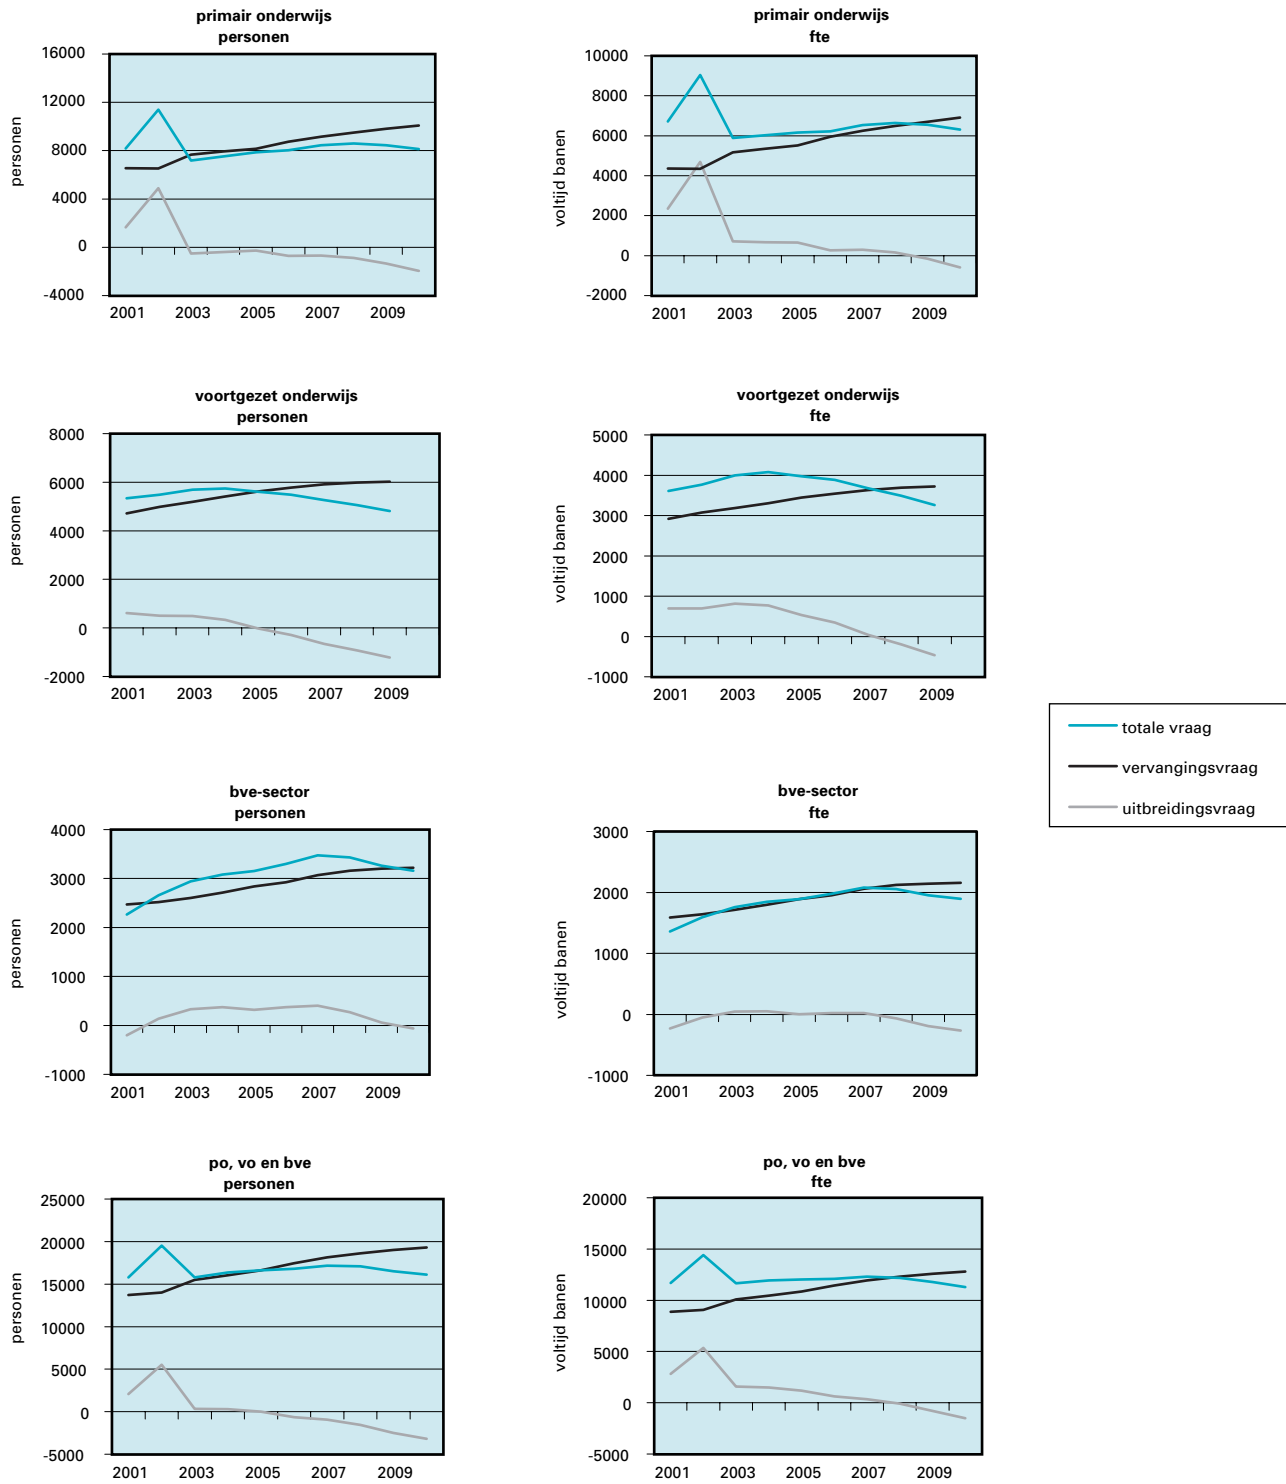 primair onderwijs
personen
16000
12000
8000
4000
0
-4000
personen
2001 2003 2005 2007 2009
primair onderwijs
fte
10000
8000
6000
4000
2000
0
-2000
voltijd banen
2001 2003 2005 2007 2009
voortgezet onderwijs
personen
8000
6000
4000
2000
0
-2000
personen
2001 2003 2005 2007 2009
voortgezet onderwijs
fte
5000
4000
3000
2000
1000
0
-1000
voltijd banen
2001 2003 2005 2007 2009
totale vraag
vervangingsvraag
uitbreidingsvraag
bve-sector
personen
4000
3000
2000
1000
0
-1000
personen
2001 2003 2005 2007 2009
bve-sector
fte
3000
2000
1000
0
-1000
voltijd banen
2001 2003 2005 2007 2009
po, vo en bve
personen
25000
20000
15000
10000
5000
0
-5000
personen
2001 2003 2005 2007 2009
po, vo en bve
fte
20000
15000
10000
5000
0
-5000
voltijd banen
2001 2003 2005 2007 2009